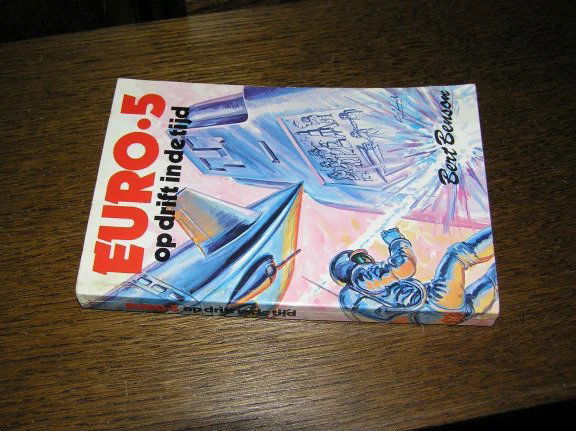 EURO·5
op drift in de tijd
Bert Benson
EURO·5 op drift in de tijd